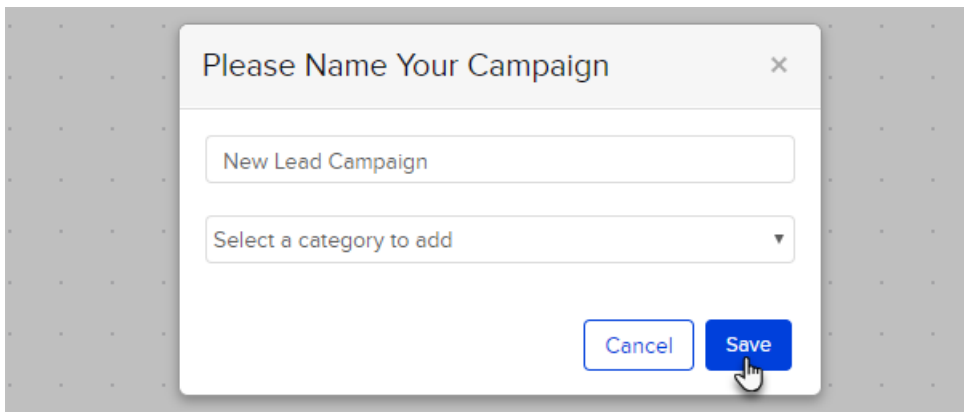 Please Name Your Campaign ×
New Lead Campaign
Select a category to add
Cancel Save